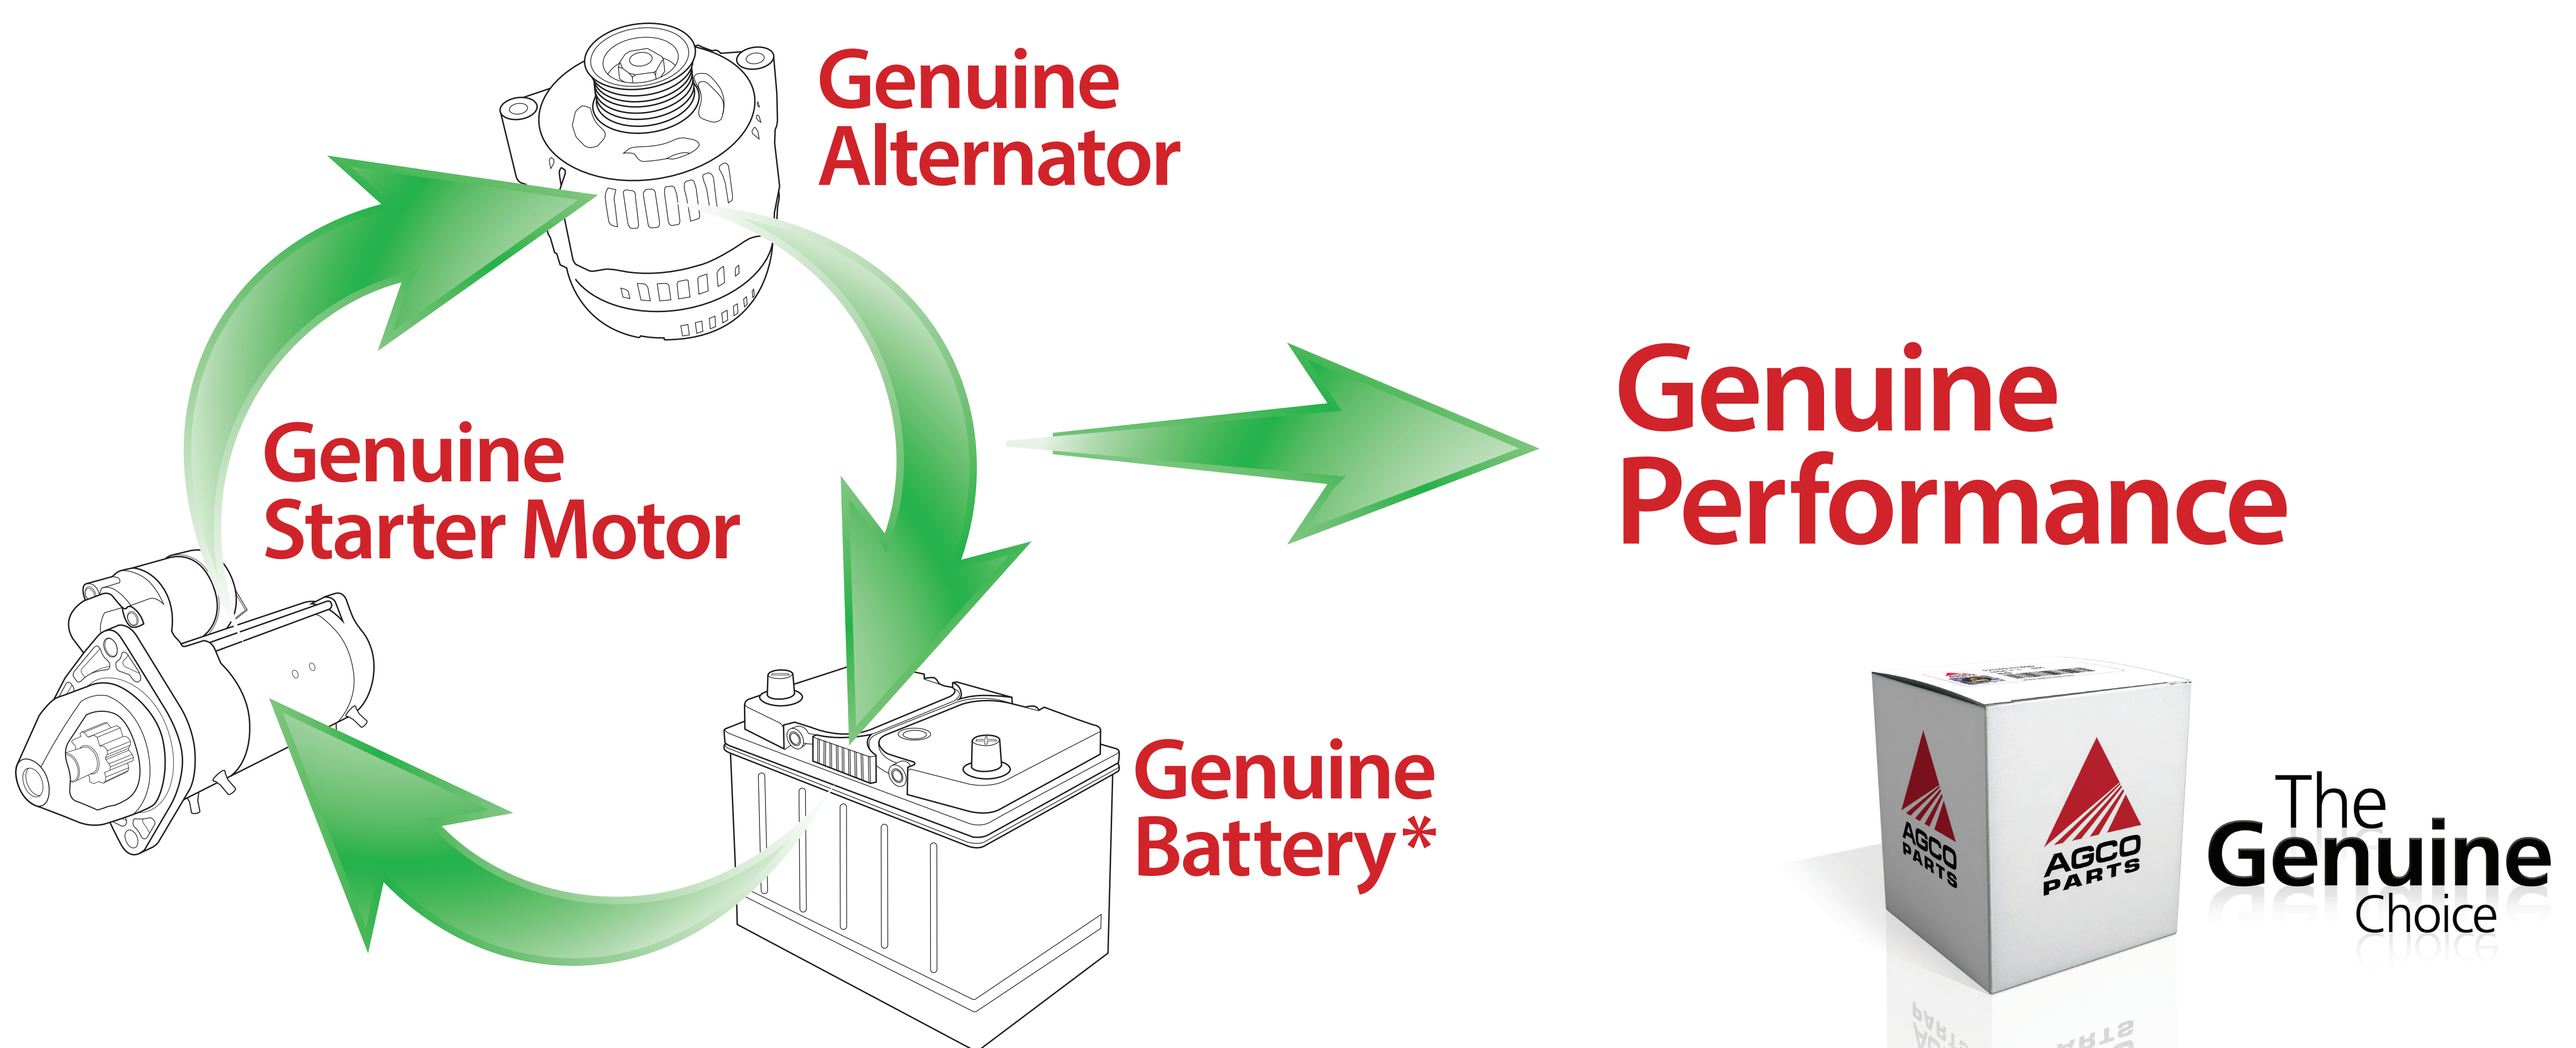 Genuine
Alternator
Genuine
Starter Motor
Genuine
Performance
Genuine
Battery*
AGCO
PARTS
AGCO
PARTS
The
Genuine
Choice